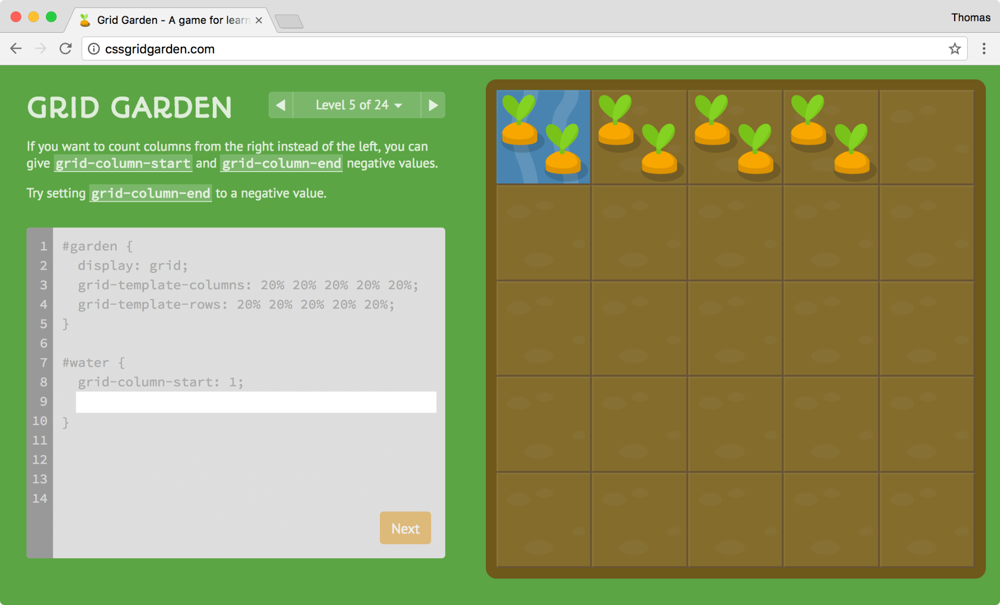 Grid Garden - A game for learn
Thomas
cssgridgarden.com
GRID GARDEN
Level 5 of 24
If you want to count columns from the right instead of the left, you can
give grid-column-start and grid-column-end negative values.
Try setting grid-column-end to a negative value.
1 #garden {
2 display: grid;
3 grid-template-columns: 20% 20% 20% 20% 20%;
4 grid-template-rows: 20% 20% 20% 20% 20%;
5 }
6
7 #water {
8 grid-column-start: 1;
9
10 }
11
12
13
14
Next